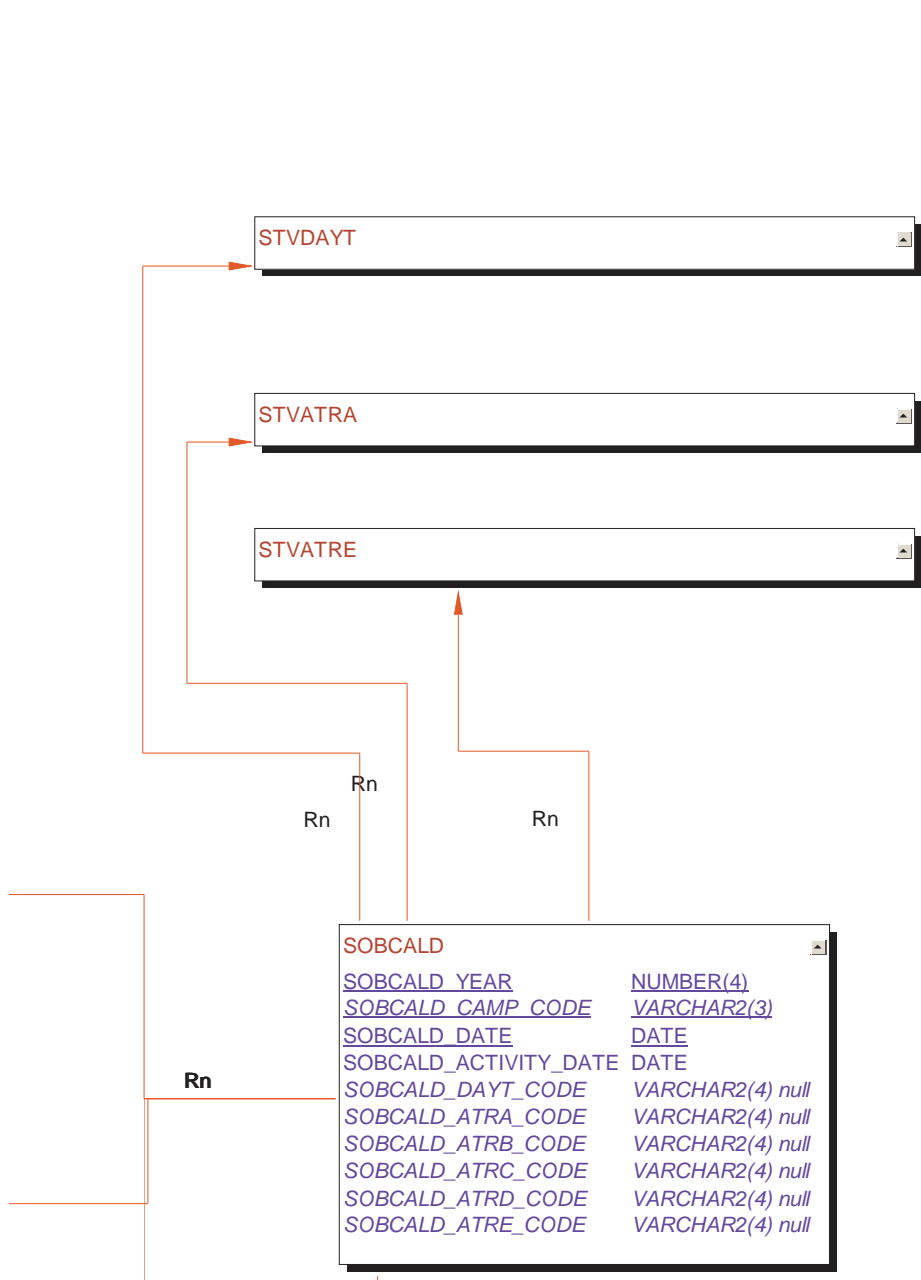 STVDAYT
STVATRA
STVATRE
Rn
Rn
Rn
SOBCALD
SOBCALD_YEAR NUMBER(4)
SOBCALD_CAMP_CODE VARCHAR2(3)
SOBCALD_DATE DATE
SOBCALD_ACTIVITY_DATE DATE
Rn
SOBCALD_DAYT_CODE VARCHAR2(4) null
SOBCALD_ATRA_CODE VARCHAR2(4) null
SOBCALD_ATRB_CODE VARCHAR2(4) null
SOBCALD_ATRC_CODE VARCHAR2(4) null
SOBCALD_ATRD_CODE VARCHAR2(4) null
SOBCALD_ATRE_CODE VARCHAR2(4) null